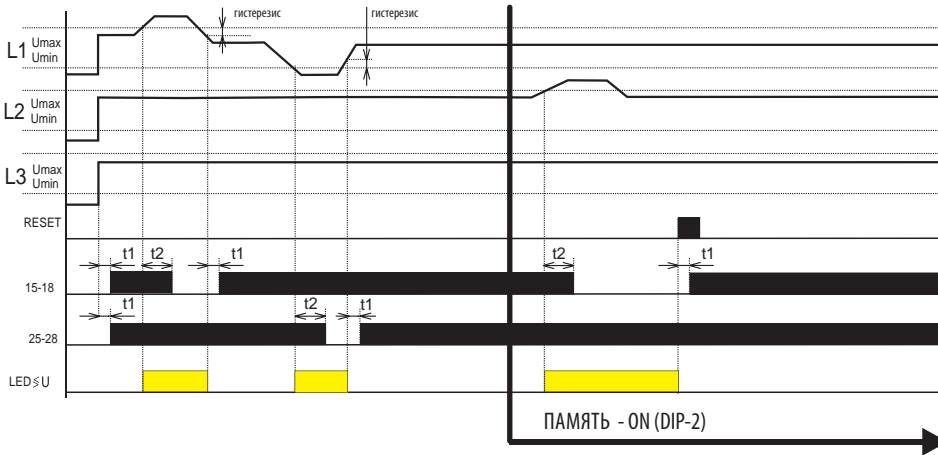 гистерезис
гистерезис
L1 Umax
Umin
L2 Umax
Umin
L3 Umax
Umin
RESET
t1 t2 t1 t2 t1
15-18
t1 t2 t1
25-28
LED≶U
ПАМЯТЬ - ON (DIP-2)